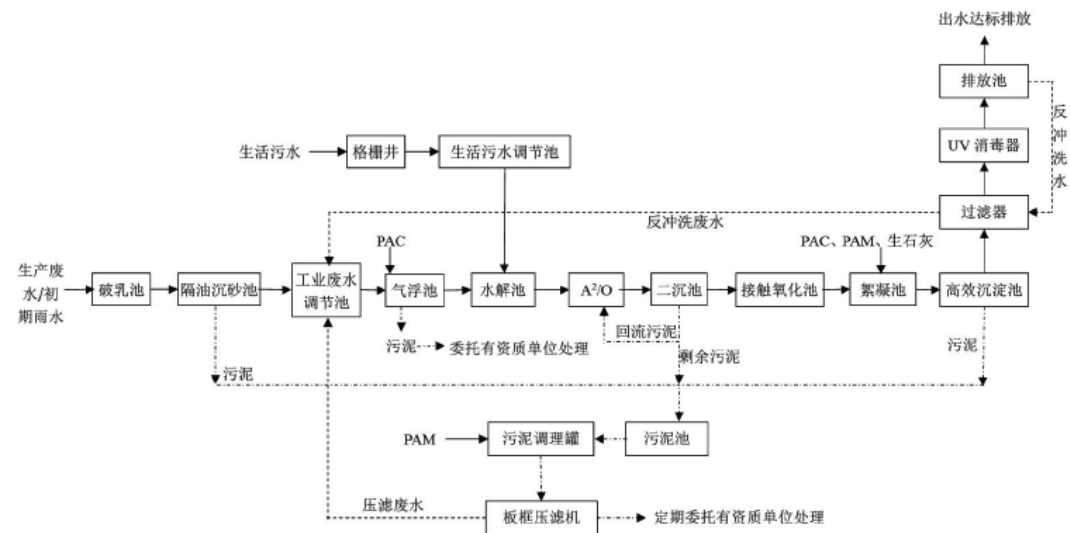 出水达标排放
排放池
反
冲
洗
水
UV 消毒器
生活污水
格栅井
生活污水调节池
过滤器
反冲洗废水
PAC
PAC、PAM、生石灰
生产废
水/初
期雨水
破乳池
隔油沉砂池
工业废水
调节池
气浮池
水解池
A²/O
二沉池
接触氧化池
絮凝池
高效沉淀池
回流污泥
污泥
委托有资质单位处理
剩余污泥
污泥
污泥
PAM
污泥调理罐
污泥池
压滤废水
板框压滤机
定期委托有资质单位处理